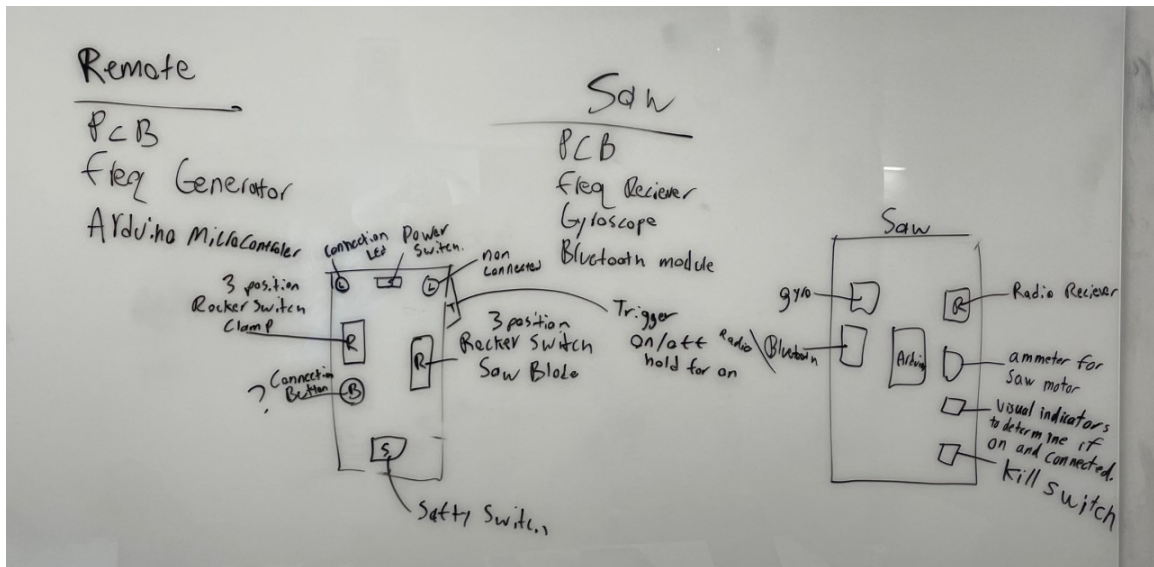 Remote
PCB
Freq Generator
Arduino Microcontroler
Saw
PCB
Freq Reciever
Gyroscope
Bluetooth module
Connection
LED
Power
Switch.
non
connected
3 position
Rocker Switch
Clamp
L
S
L
T
R
R
3 position
Rocker Switch
Saw Blade
Trigger
on/off
hold for on
?
Connection
Button
B
S
Safty Switch
Saw
gyro
R
Radio Reciever
Radio/Bluetooth
Arduino
ammeter for
saw motor
visual indicators
to determine if
on and connected.
Kill switch